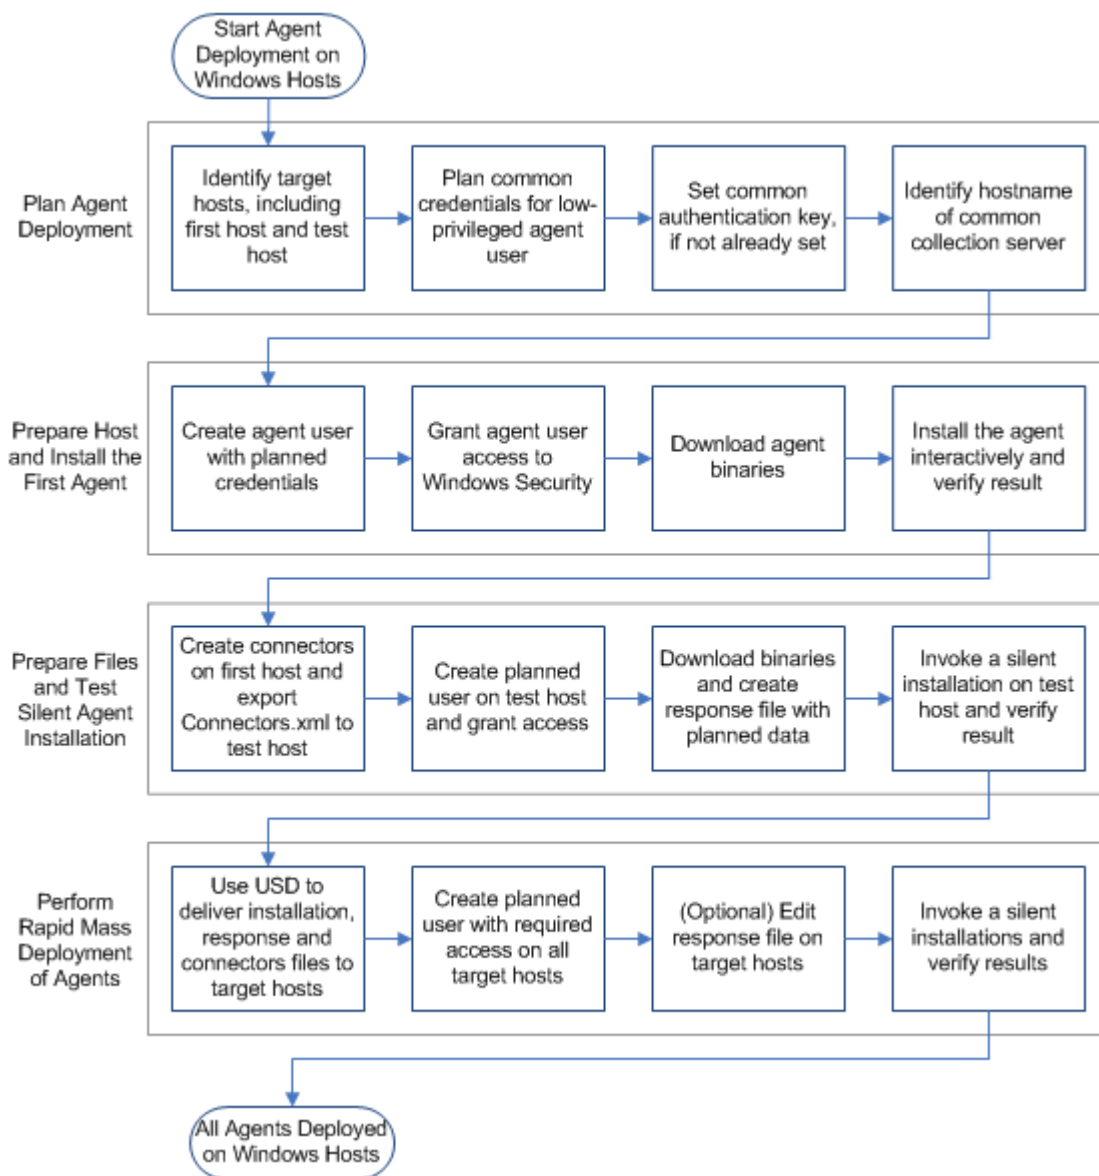 Start Agent
Deployment on
Windows Hosts
Plan Agent
Deployment
Identify target
hosts, including
first host and test
host
Plan common
credentials for low-
privileged agent
user
Set common
authentication key,
if not already set
Identify hostname
of common
collection server
Prepare Host
and Install the
First Agent
Create agent user
with planned
credentials
Grant agent user
access to
Windows Security
Download agent
binaries
Install the agent
interactively and
verify result
Prepare Files
and Test
Silent Agent
Installation
Create connectors
on first host and
export
Connectors.xml to
test host
Create planned
user on test host
and grant access
Download binaries
and create
response file with
planned data
Invoke a silent
installation on test
host and verify
result
Perform
Rapid Mass
Deployment
of Agents
Use USD to
deliver installation,
response and
connectors files to
target hosts
Create planned
user with required
access on all
target hosts
(Optional) Edit
response file on
target hosts
Invoke a silent
installations and
verify results
All Agents Deployed
on Windows Hosts